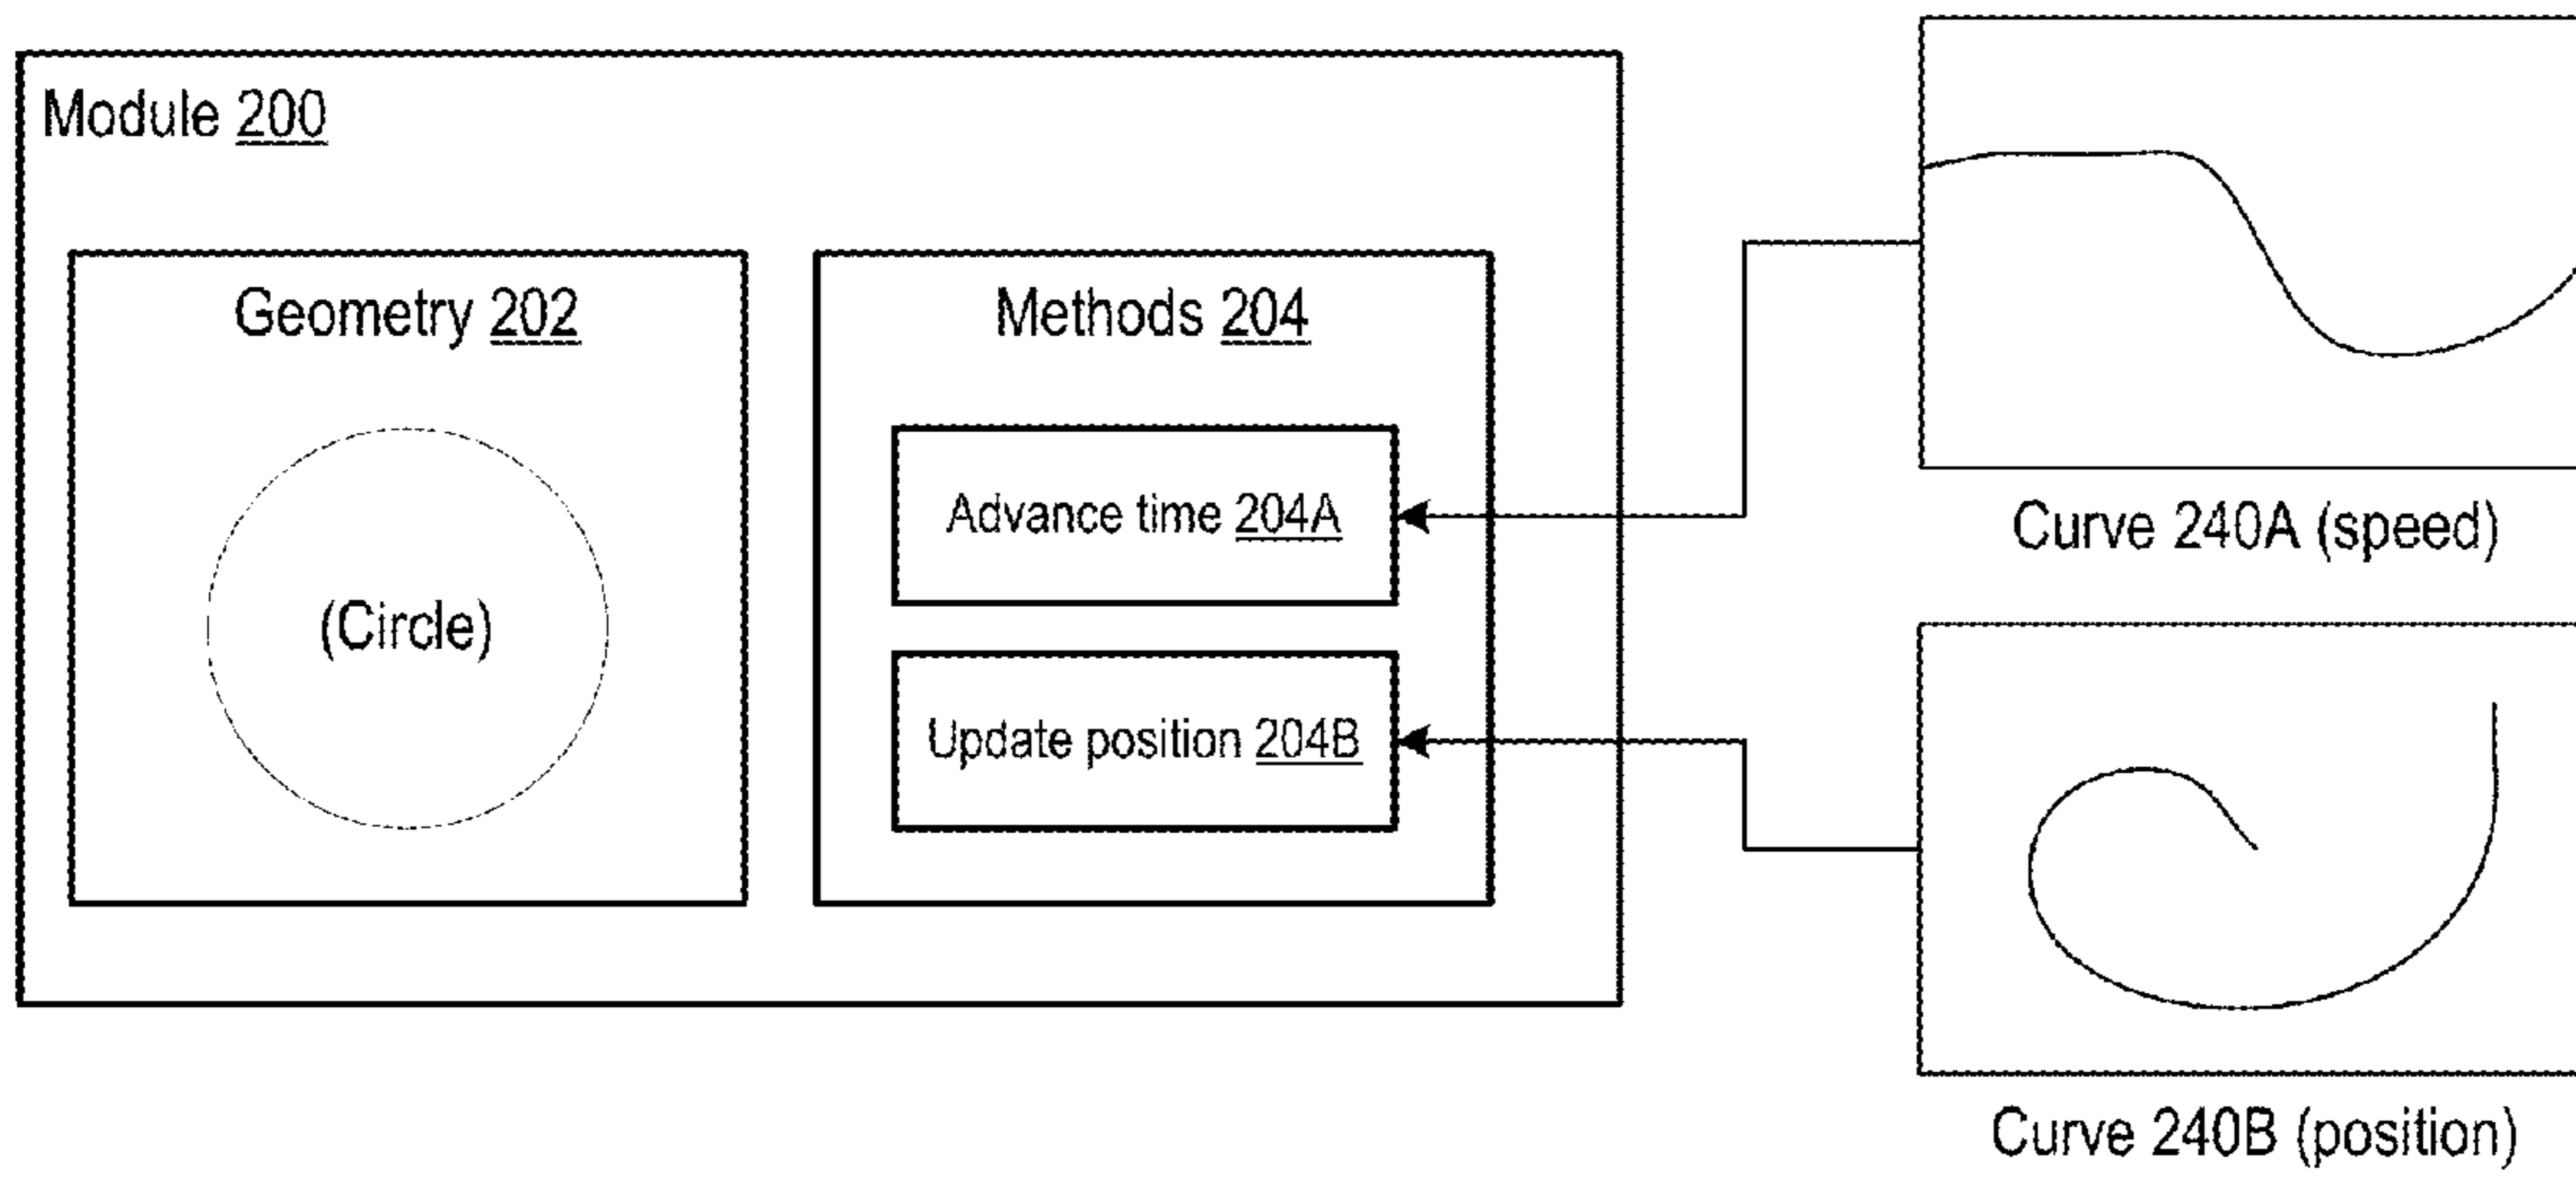 Module 200
Geometry 202
(Circle)
Methods 204
Advance time 204A
Update position 204B
Curve 240A (speed)
Curve 240B (position)